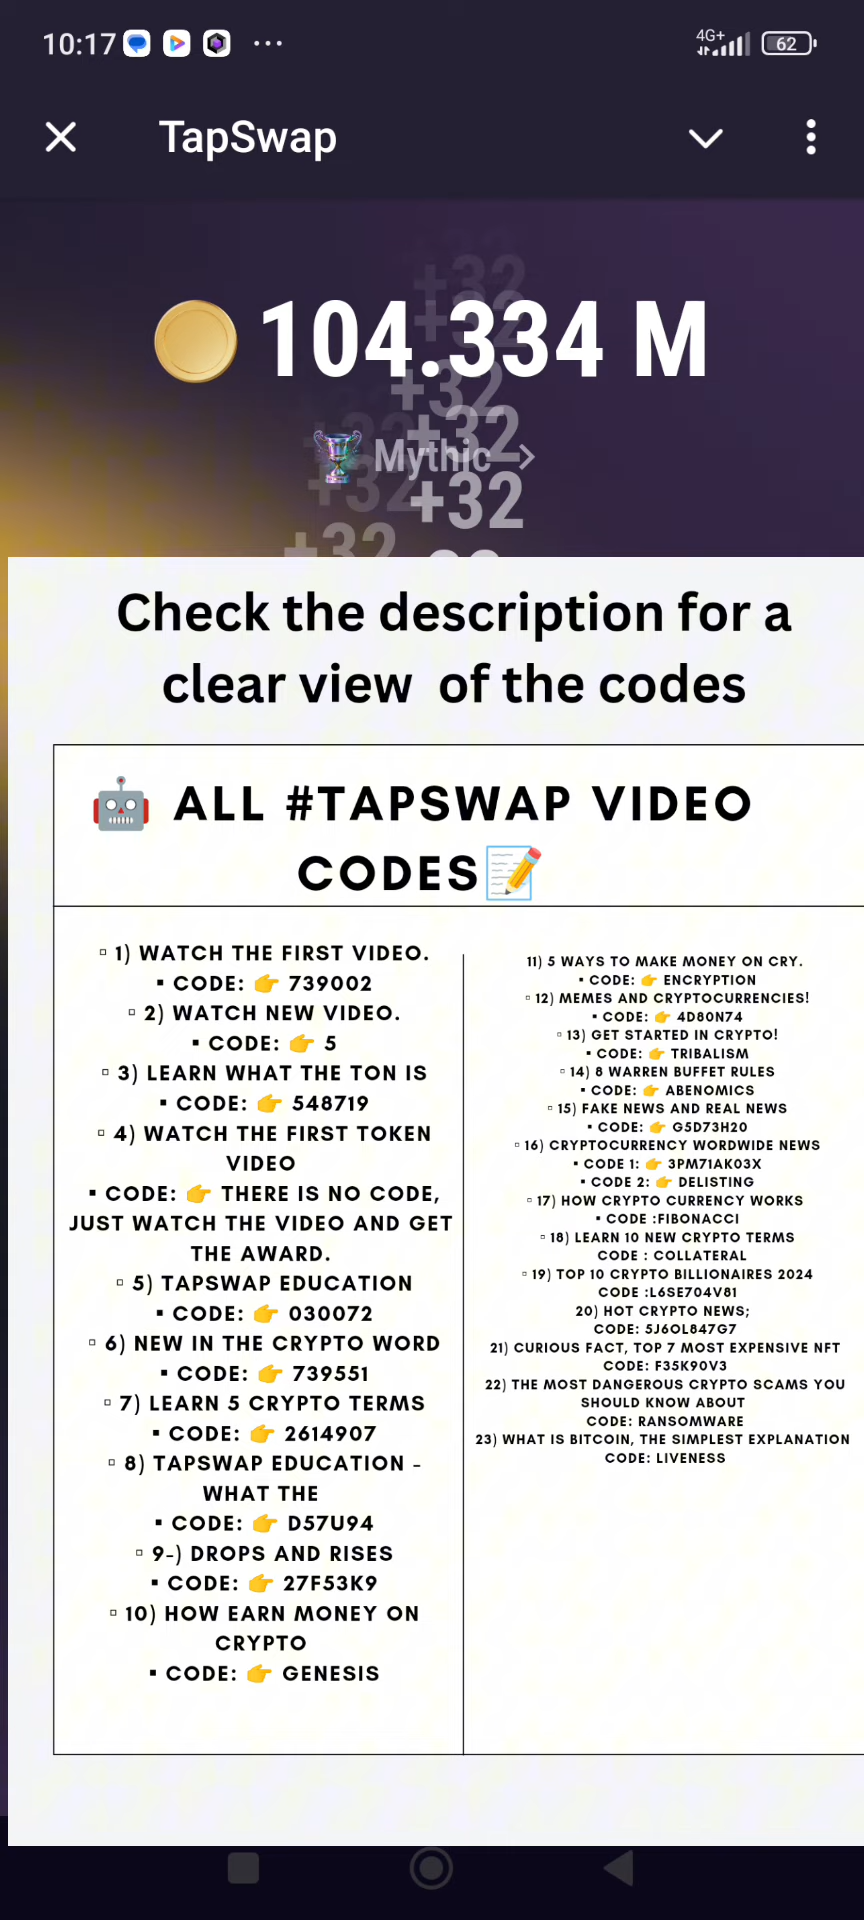 10:17
4G+
62
TapSwap
+32
+32
104.334 M
+32
+32
Mythic
+32
+32
+32
Check the description for a
clear view of the codes
🤖 ALL #TAPSWAP VIDEO
CODES📝
▫ 1) WATCH THE FIRST VIDEO.
▪ CODE: 👉 739002
▫ 2) WATCH NEW VIDEO.
▪ CODE: 👉 5
▫ 3) LEARN WHAT THE TON IS
▪ CODE: 👉 548719
▫ 4) WATCH THE FIRST TOKEN
VIDEO
▪ CODE: 👉 THERE IS NO CODE,
JUST WATCH THE VIDEO AND GET
THE AWARD.
▫ 5) TAPSWAP EDUCATION
▪ CODE: 👉 030072
▫ 6) NEW IN THE CRYPTO WORD
▪ CODE: 👉 739551
▫ 7) LEARN 5 CRYPTO TERMS
▪ CODE: 👉 2614907
▫ 8) TAPSWAP EDUCATION -
WHAT THE
▪ CODE: 👉 D57U94
▫ 9-) DROPS AND RISES
▪ CODE: 👉 27F53K9
▫ 10) HOW EARN MONEY ON
CRYPTO
▪ CODE: 👉 GENESIS
11) 5 WAYS TO MAKE MONEY ON CRY.
▪ CODE: 👉 ENCRYPTION
▫ 12) MEMES AND CRYPTOCURRENCIES!
▪ CODE: 👉 4D80N74
▫ 13) GET STARTED IN CRYPTO!
▪ CODE: 👉 TRIBALISM
▫ 14) 8 WARREN BUFFET RULES
▪ CODE: 👉 ABENOMICS
▫ 15) FAKE NEWS AND REAL NEWS
▪ CODE: 👉 G5D73H20
▫ 16) CRYPTOCURRENCY WORDWIDE NEWS
▪ CODE 1: 👉 3PM71AK03X
▪ CODE 2: 👉 DELISTING
▫ 17) HOW CRYPTO CURRENCY WORKS
▪ CODE :FIBONACCI
▫ 18) LEARN 10 NEW CRYPTO TERMS
CODE : COLLATERAL
▫ 19) TOP 10 CRYPTO BILLIONAIRES 2024
CODE :L6SE704V81
20) HOT CRYPTO NEWS;
CODE: 5J6OL847G7
21) CURIOUS FACT, TOP 7 MOST EXPENSIVE NFT
CODE: F35K90V3
22) THE MOST DANGEROUS CRYPTO SCAMS YOU
SHOULD KNOW ABOUT
CODE: RANSOMWARE
23) WHAT IS BITCOIN, THE SIMPLEST EXPLANATION
CODE: LIVENESS